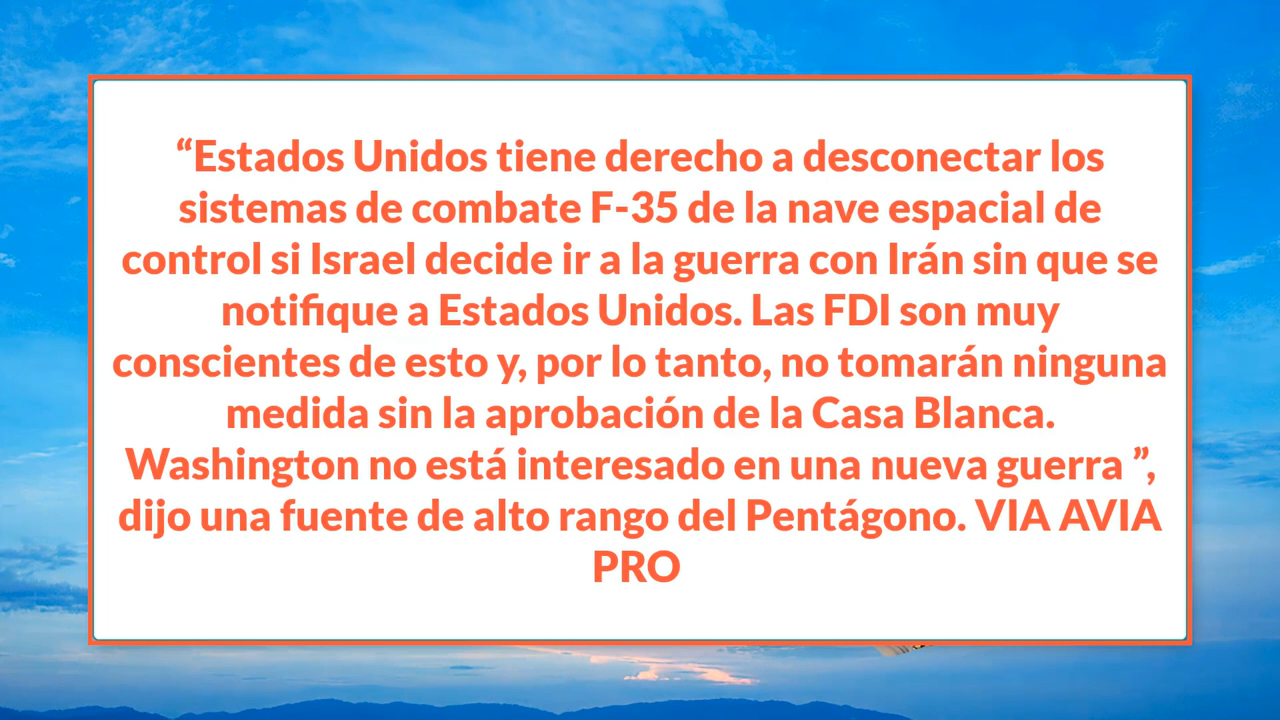 “Estados Unidos tiene derecho a desconectar los
sistemas de combate F-35 de la nave espacial de
control si Israel decide ir a la guerra con Irán sin que se
notifique a Estados Unidos. Las FDI son muy
conscientes de esto y, por lo tanto, no tomarán ninguna
medida sin la aprobación de la Casa Blanca.
Washington no está interesado en una nueva guerra ”,
dijo una fuente de alto rango del Pentágono. VIA AVIA
PRO